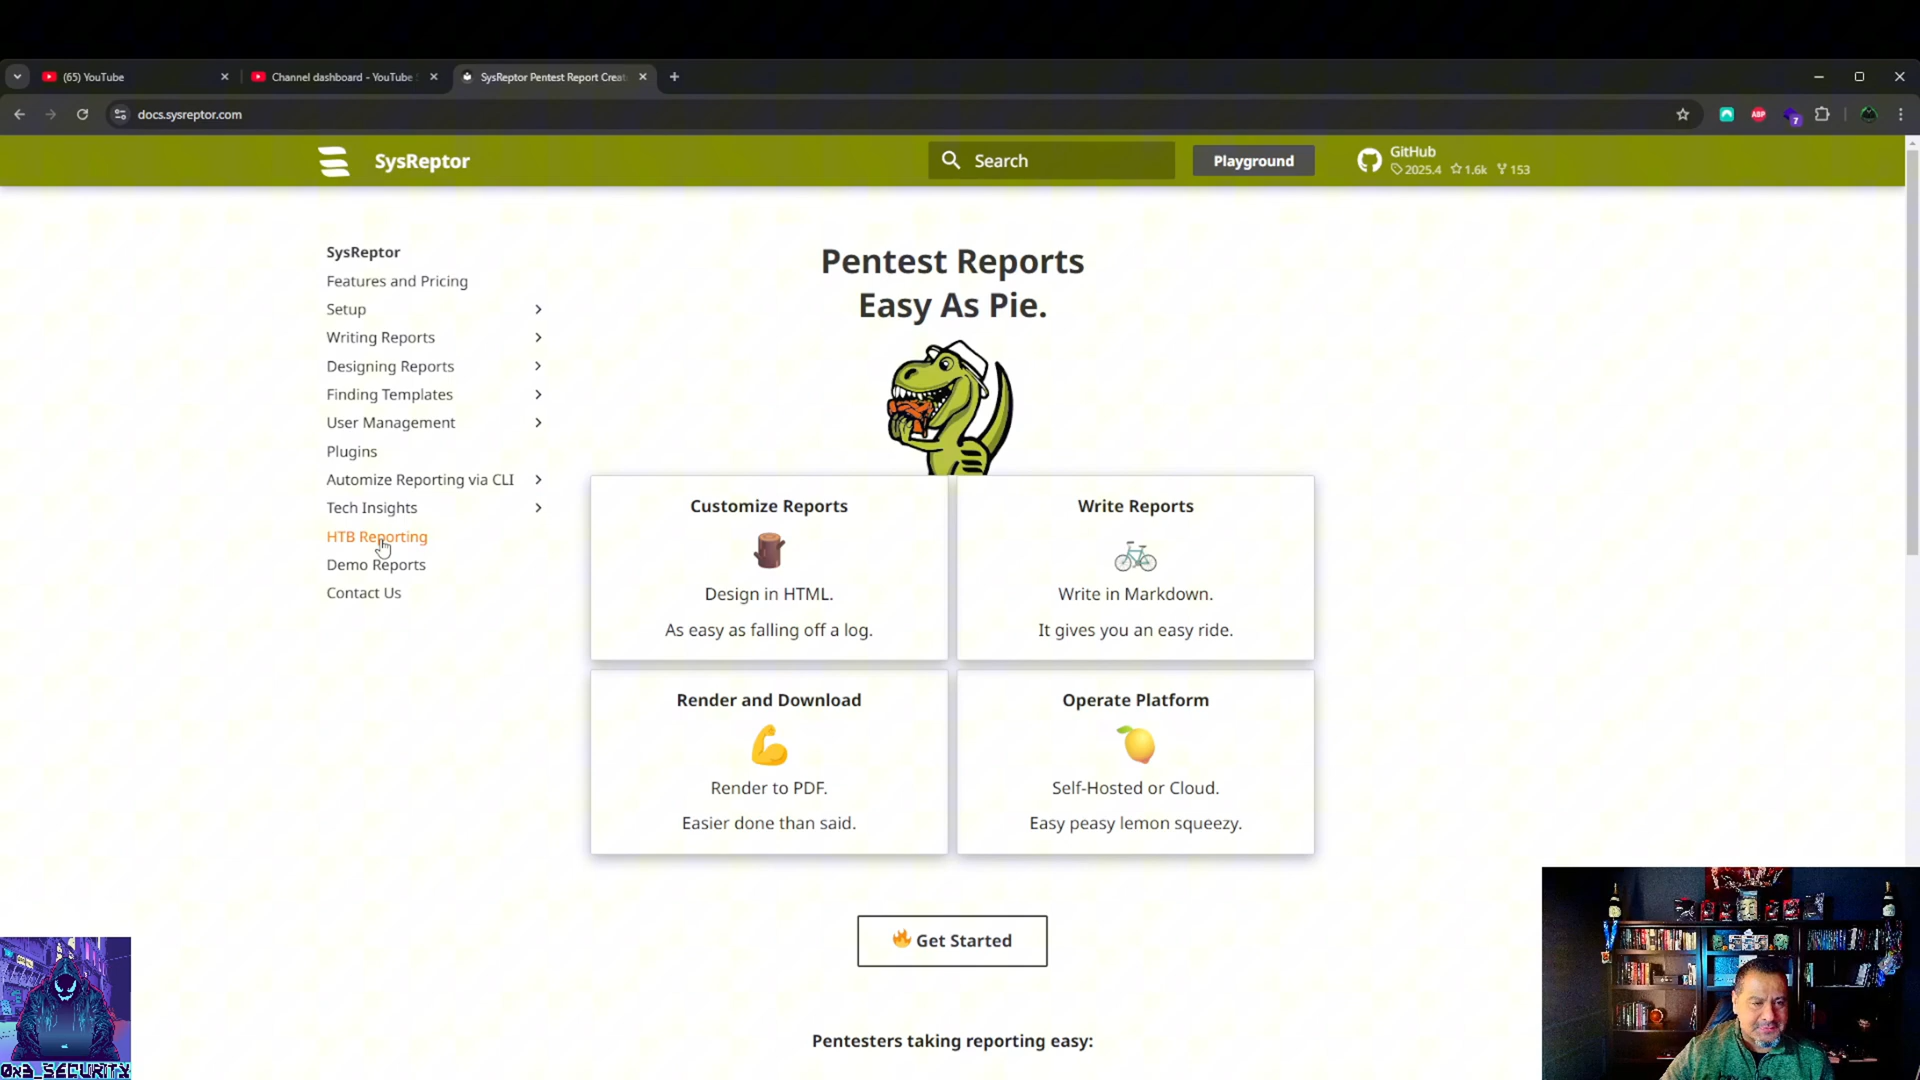 (65) YouTube
Channel dashboard - YouTube
SysReptor Pentest Report Creat
docs.sysreptor.com
ABP
7
SysReptor
Search
Playground
GitHub
2025.4 1.6k 153
SysReptor
Features and Pricing
Setup
Writing Reports
Designing Reports
Finding Templates
User Management
Plugins
Automize Reporting via CLI
Tech Insights
HTB Reporting
Demo Reports
Contact Us
Pentest Reports
Easy As Pie.
Customize Reports
Design in HTML.
As easy as falling off a log.
Write Reports
Write in Markdown.
It gives you an easy ride.
Render and Download
Render to PDF.
Easier done than said.
Operate Platform
Self-Hosted or Cloud.
Easy peasy lemon squeezy.
Get Started
Pentesters taking reporting easy:
0x3_SECURITY